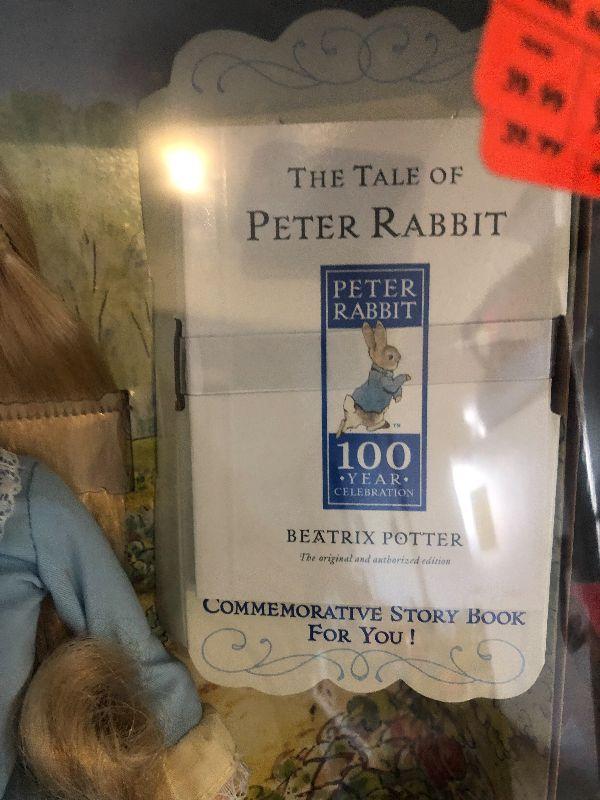 THE TALE OF
PETER RABBIT
PETER
RABBIT
™
100
•YEAR•
CELEBRATION
BEATRIX POTTER
The original and authorized edition
COMMEMORATIVE STORY BOOK
FOR YOU!